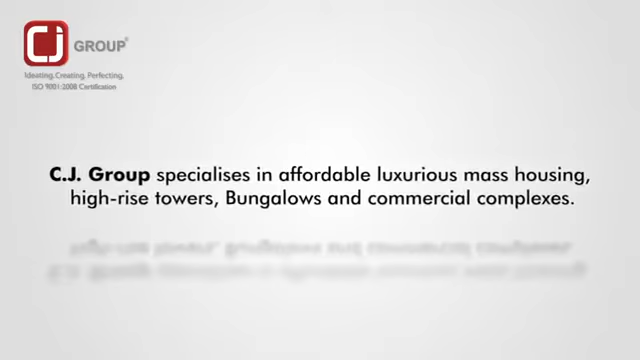 CJ GROUP®
Ideating. Creating. Perfecting.
ISO 9001:2008 Certification
C.J. Group specialises in affordable luxurious mass housing,
high-rise towers, Bungalows and commercial complexes.